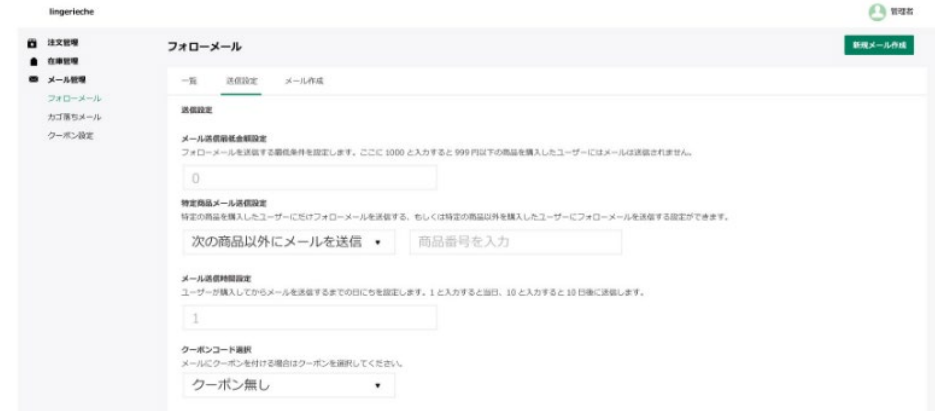 lingerieche
管理者
注文管理
在庫管理
メール管理
フォローメール
カゴ落ちメール
クーポン設定
フォローメール
新規メール作成
一覧 送信設定 メール作成
送信設定
メール送信最低金額設定
フォローメールを送信する最低条件を設定します。ここに 1000 と入力すると 999 円以下の商品を購入したユーザーにはメールは送信されません。
0
特定商品メール送信設定
特定の商品を購入したユーザーにだけフォローメールを送信する、もしくは特定の商品以外を購入したユーザーにフォローメールを送信する設定ができます。
次の商品以外にメールを送信 商品番号を入力
メール送信時間設定
ユーザーが購入してからメールを送信するまでの日にちを設定します。1 と入力すると当日、10 と入力すると 10 日後に送信します。
1
クーポンコード選択
メールにクーポンを付ける場合はクーポンを選択してください。
クーポン無し